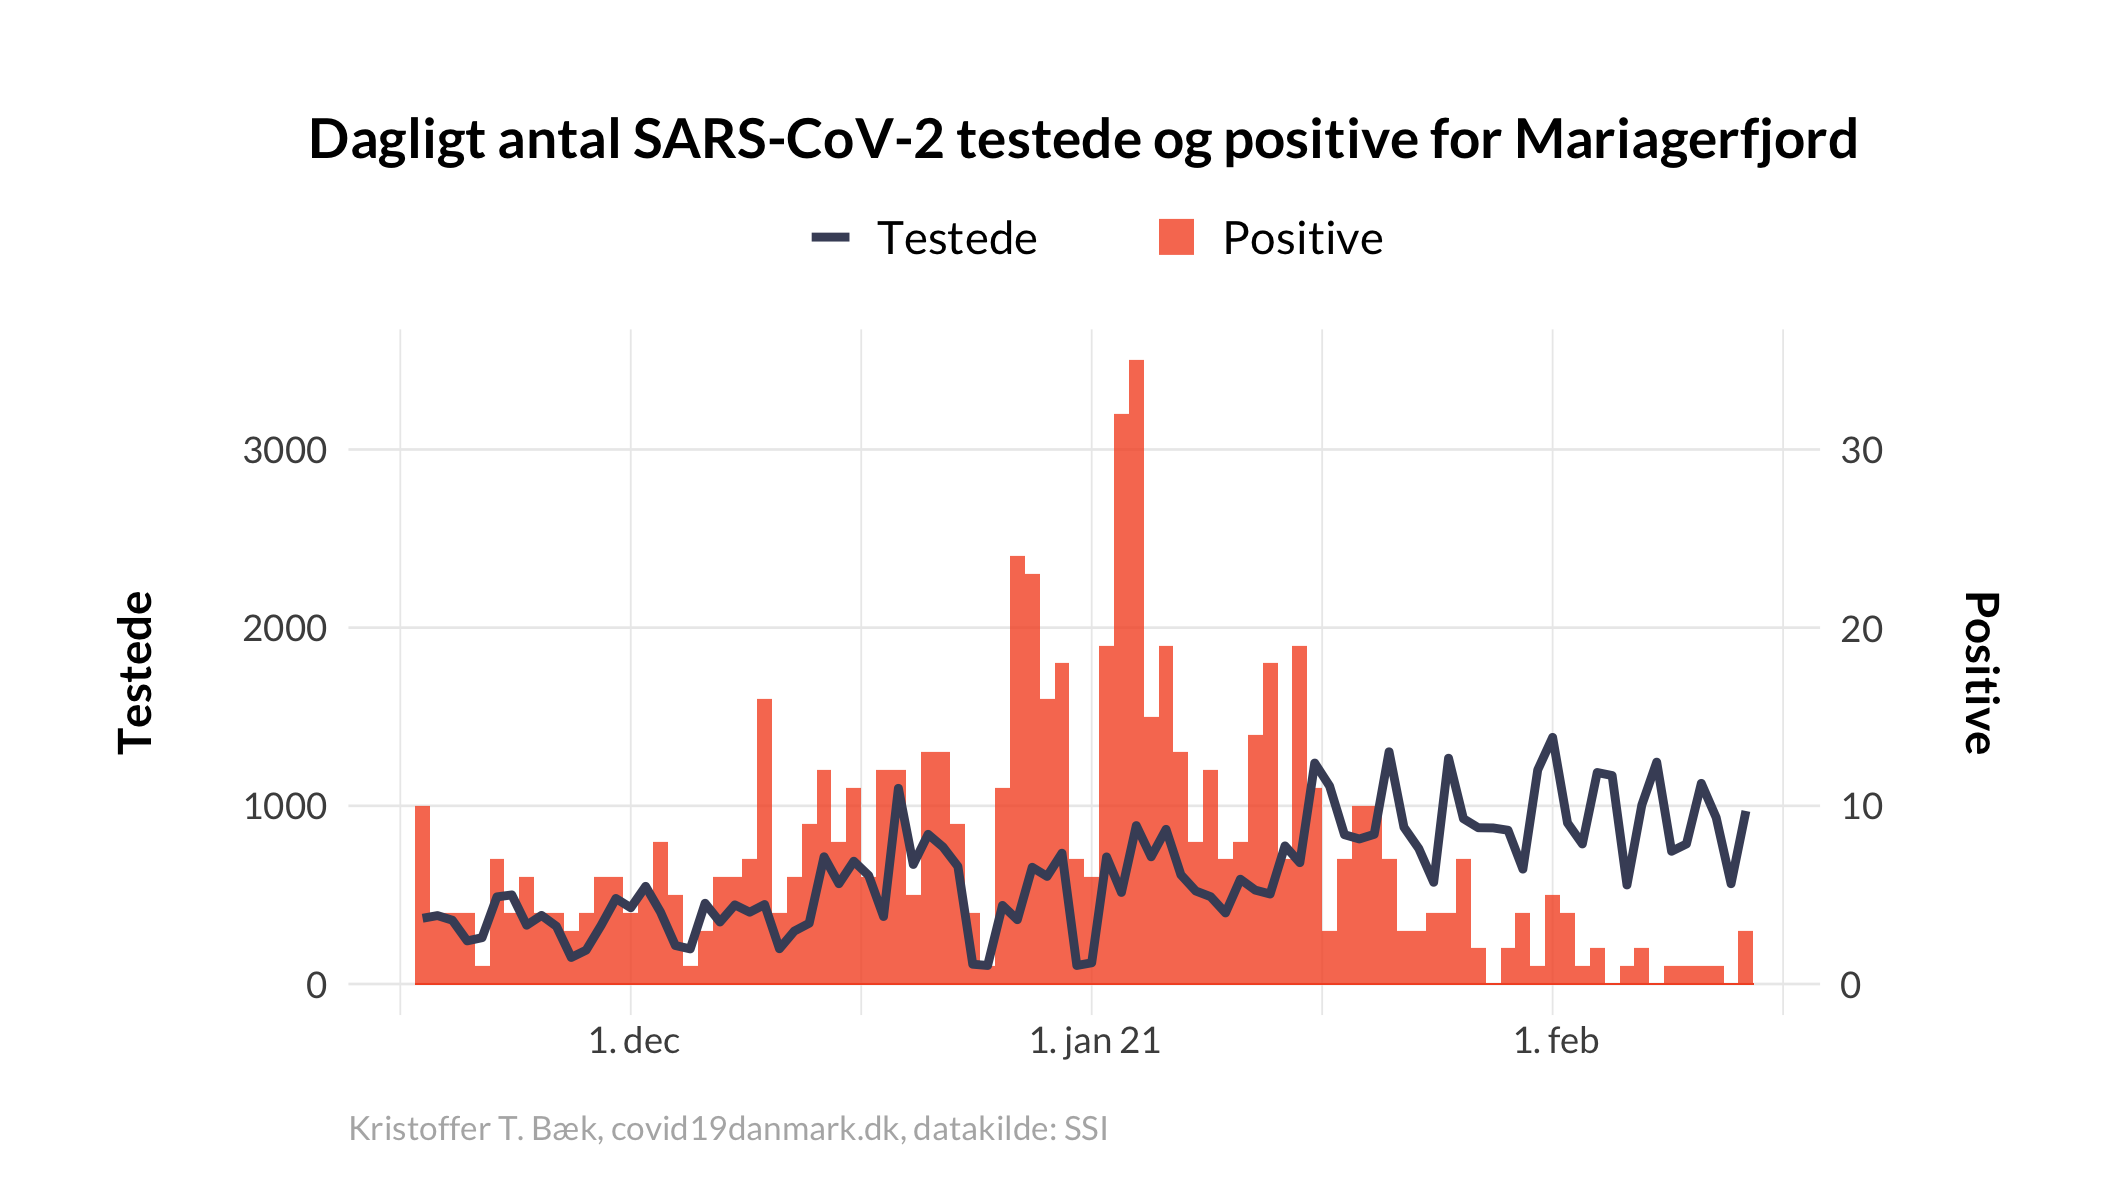 Dagligt antal SARS-CoV-2 testede og positive for Mariagerfjord
Testede
Positive
Testede
3000
2000
1000
0
30
20
10
0
Positive
1. dec
1. jan 21
1. feb
Kristoffer T. Bæk, covid19danmark.dk, datakilde: SSI